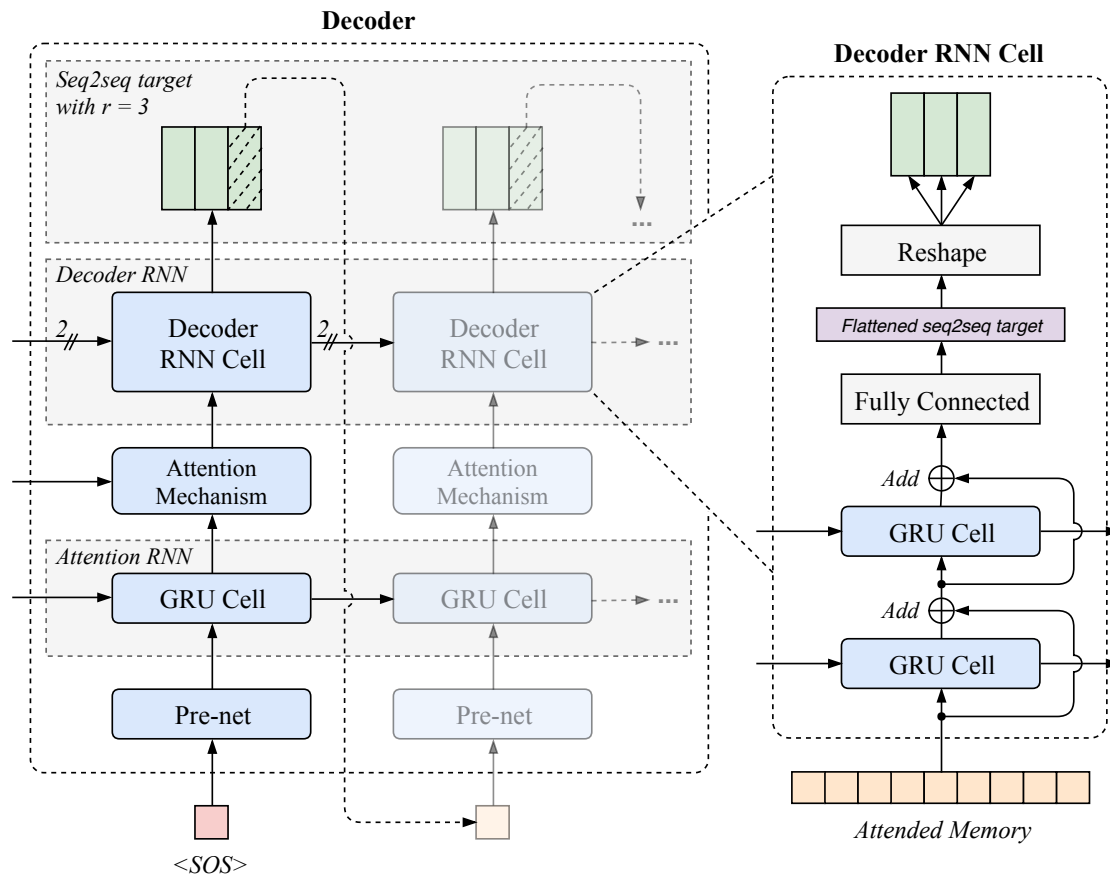 Decoder
Seq2seq target
with r = 3
...
Decoder RNN
2
Decoder
RNN Cell
2
Decoder
RNN Cell
...
Attention
Mechanism
Attention
Mechanism
Attention RNN
GRU Cell
GRU Cell
...
Pre-net
Pre-net
<SOS>
Decoder RNN Cell
Reshape
Flattened seq2seq target
Fully Connected
Add
GRU Cell
Add
GRU Cell
Attended Memory